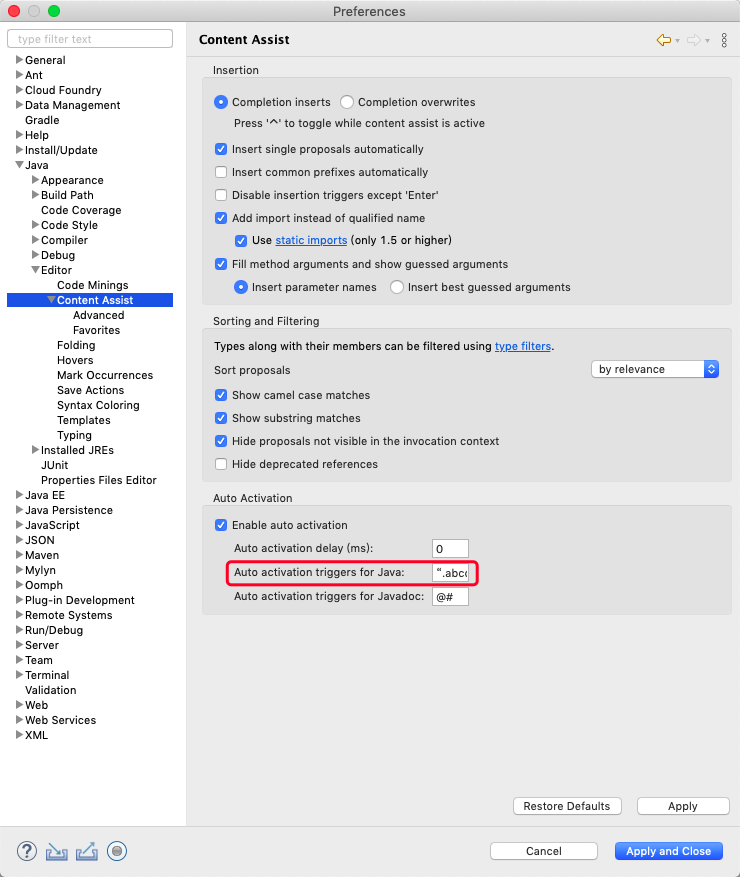 Preferences
type filter text
General
Ant
Cloud Foundry
Data Management
Gradle
Help
Install/Update
Java
Appearance
Build Path
Code Coverage
Code Style
Compiler
Debug
Editor
Code Minings
Content Assist
Advanced
Favorites
Folding
Hovers
Mark Occurrences
Save Actions
Syntax Coloring
Templates
Typing
Installed JREs
JUnit
Properties Files Editor
Java EE
Java Persistence
JavaScript
JSON
Maven
Mylyn
Oomph
Plug-in Development
Remote Systems
Run/Debug
Server
Team
Terminal
Validation
Web
Web Services
XML
Content Assist
Insertion
Completion inserts Completion overwrites
Press '^' to toggle while content assist is active
Insert single proposals automatically
Insert common prefixes automatically
Disable insertion triggers except 'Enter'
Add import instead of qualified name
Use static imports (only 1.5 or higher)
Fill method arguments and show guessed arguments
Insert parameter names Insert best guessed arguments
Sorting and Filtering
Types along with their members can be filtered using type filters.
Sort proposals by relevance
Show camel case matches
Show substring matches
Hide proposals not visible in the invocation context
Hide deprecated references
Auto Activation
Enable auto activation
Auto activation delay (ms): 0
Auto activation triggers for Java: “.abc
Auto activation triggers for Javadoc: @#
Restore Defaults Apply
? Cancel Apply and Close